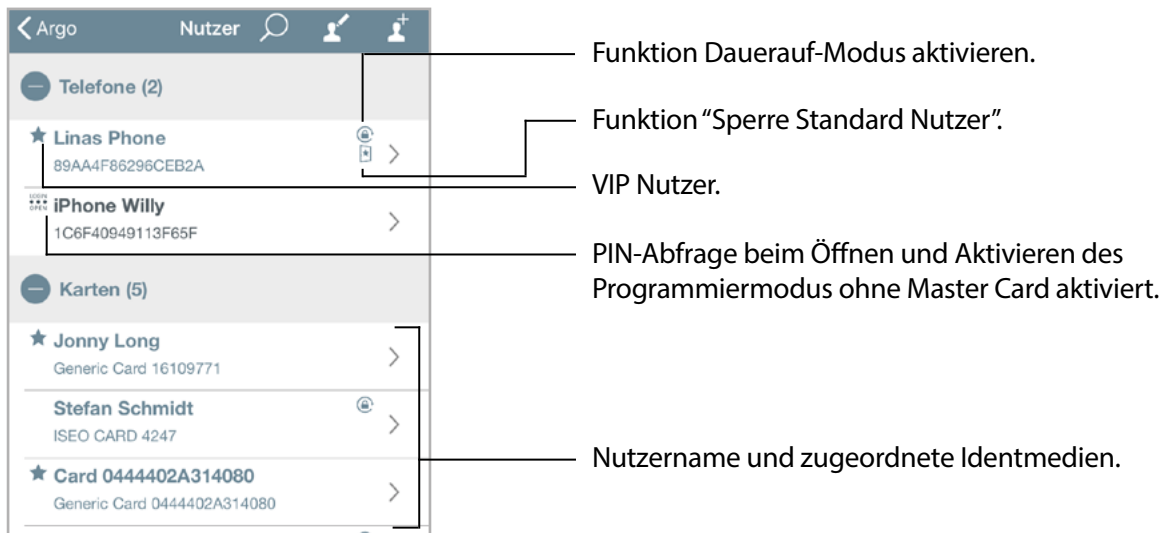 Argo Nutzer
Telefone (2)
Linas Phone
89AA4F86296CEB2A
LOGIN
OPEN
iPhone Willy
1C6F40949113F65F
Karten (5)
Jonny Long
Generic Card 16109771
Stefan Schmidt
ISEO CARD 4247
Card 0444402A314080
Generic Card 0444402A314080
Funktion Dauerauf-Modus aktivieren.
Funktion “Sperre Standard Nutzer”.
VIP Nutzer.
PIN-Abfrage beim Öffnen und Aktivieren des
Programmiermodus ohne Master Card aktiviert.
Nutzername und zugeordnete Identmedien.